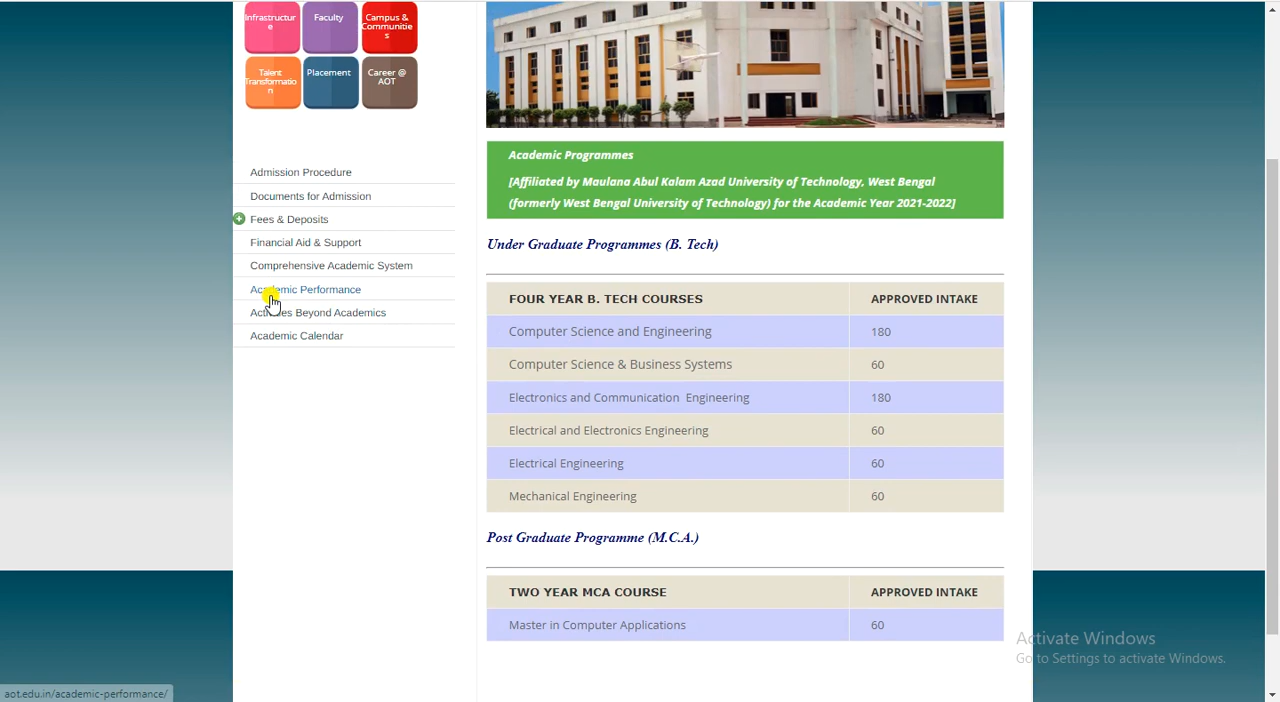 Infrastructur
e
Faculty
Campus &
Communitie
s
Talent
Transformatio
n
Placement
Career @
AOT
Admission Procedure
Documents for Admission
Fees & Deposits
Financial Aid & Support
Comprehensive Academic System
Academic Performance
Activities Beyond Academics
Academic Calendar
Academic Programmes
[Affiliated by Maulana Abul Kalam Azad University of Technology, West Bengal
(formerly West Bengal University of Technology) for the Academic Year 2021-2022]
Under Graduate Programmes (B. Tech)
FOUR YEAR B. TECH COURSES APPROVED INTAKE
Computer Science and Engineering 180
Computer Science & Business Systems 60
Electronics and Communication Engineering 180
Electrical and Electronics Engineering 60
Electrical Engineering 60
Mechanical Engineering 60
Post Graduate Programme (M.C.A.)
TWO YEAR MCA COURSE APPROVED INTAKE
Master in Computer Applications 60
Activate Windows
Go to Settings to activate Windows.
aot.edu.in/academic-performance/